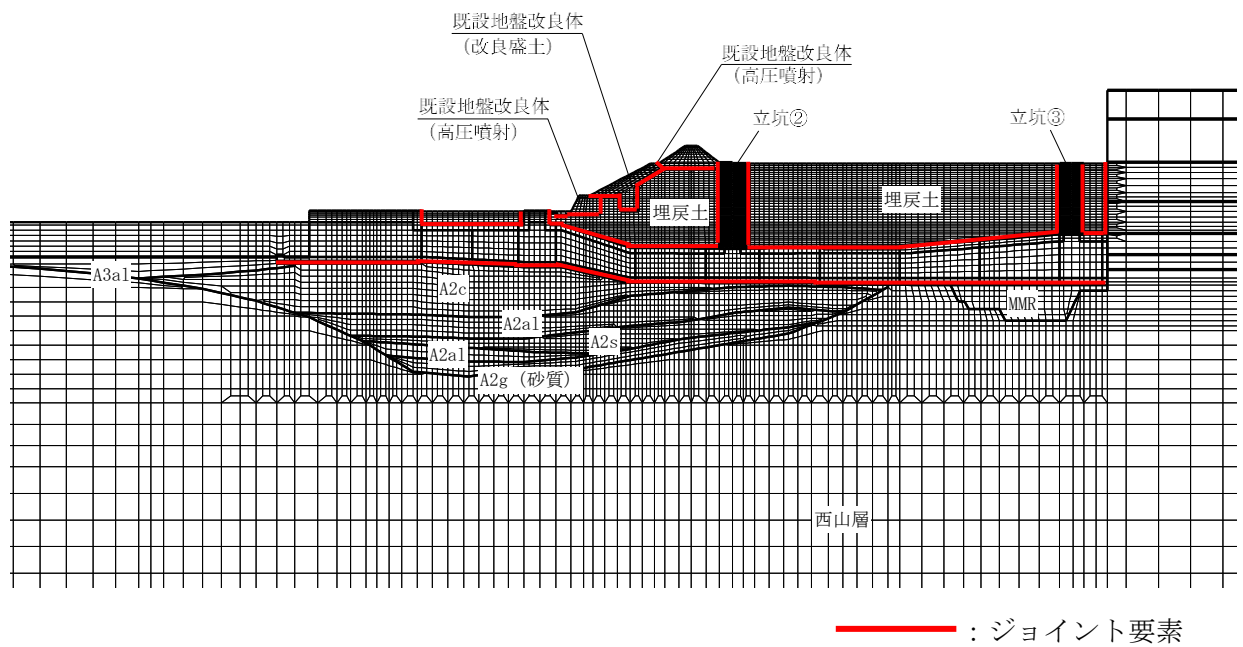 既設地盤改良体
(改良盛土)
既設地盤改良体
(高圧噴射)
既設地盤改良体
(高圧噴射)
立坑②
立坑③
埋戻土
埋戻土
A3al
A2c
MMR
A2al
A2s
A2al
A2g (砂質)
西山層
：ジョイント要素